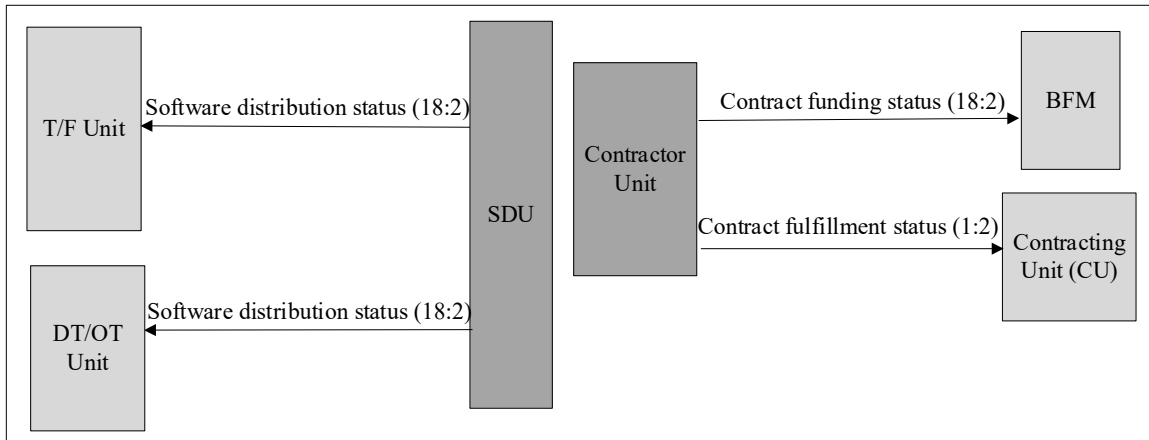 Software distribution status (18:2)
T/F Unit
Contract funding status (18:2)
BFM
Contractor
Unit
SDU
Contract fulfillment status (1:2)
Contracting
Unit (CU)
Software distribution status (18:2)
DT/OT
Unit